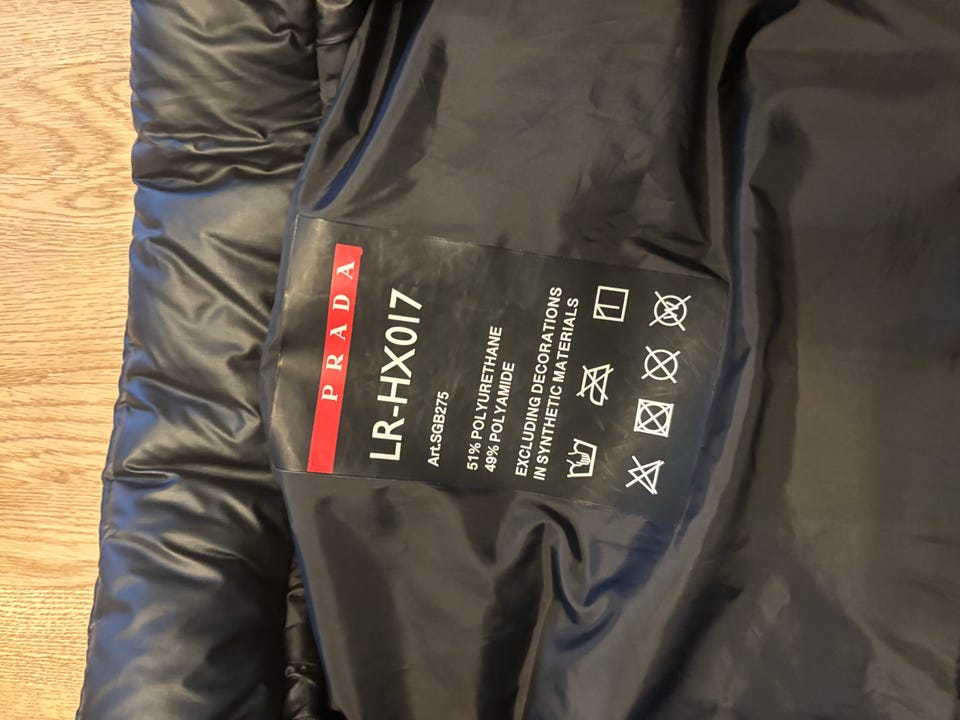 PRADA
LR-HX017
Art.SGB275
51% POLYURETHANE
49% POLYAMIDE
EXCLUDING DECORATIONS
IN SYNTHETIC MATERIALS